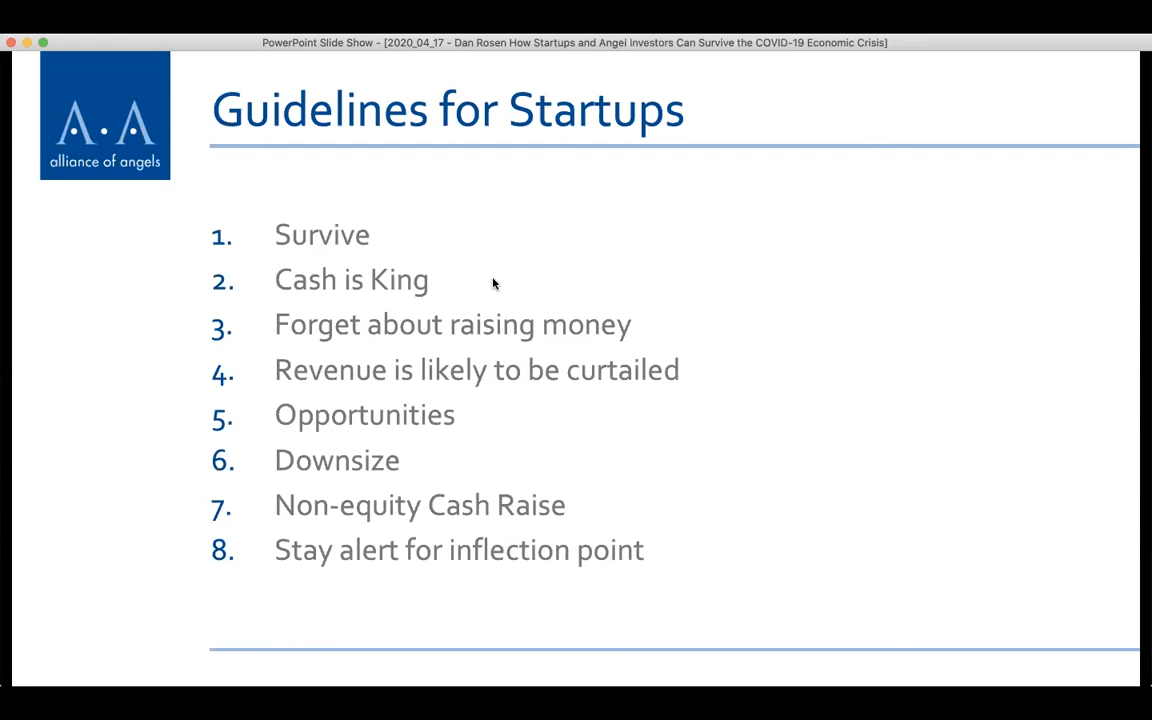 PowerPoint Slide Show - [2020_04_17 - Dan Rosen How Startups and Angel Investors Can Survive the COVID-19 Economic Crisis]
A·A
alliance of angels
Guidelines for Startups
1. Survive
2. Cash is King
3. Forget about raising money
4. Revenue is likely to be curtailed
5. Opportunities
6. Downsize
7. Non-equity Cash Raise
8. Stay alert for inflection point